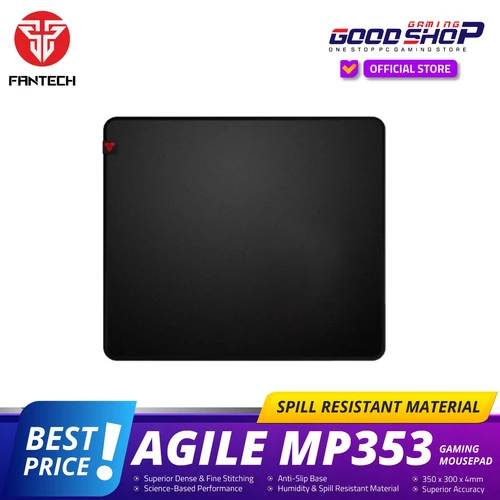 FANTECH
GAMING
GOOD SHOP
ONE STOP PC GAMING STORE
OFFICIAL STORE
SPILL RESISTANT MATERIAL
BEST
PRICE!
AGILE MP353
GAMING
MOUSEPAD
• Superior Dense & Fine Stitching
• Science-Based Performance
• Anti-Slip Base
• Humidity & Spill Resistant Material
• 350 x 300 x 4mm
• Superior Accuracy